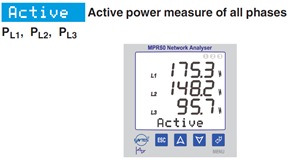 Active Active power measure of all phases
PL1, PL2, PL3
MPR50 Network Analyser
L1 175.3
L2 148.2
L3 95.7
Active
ESC